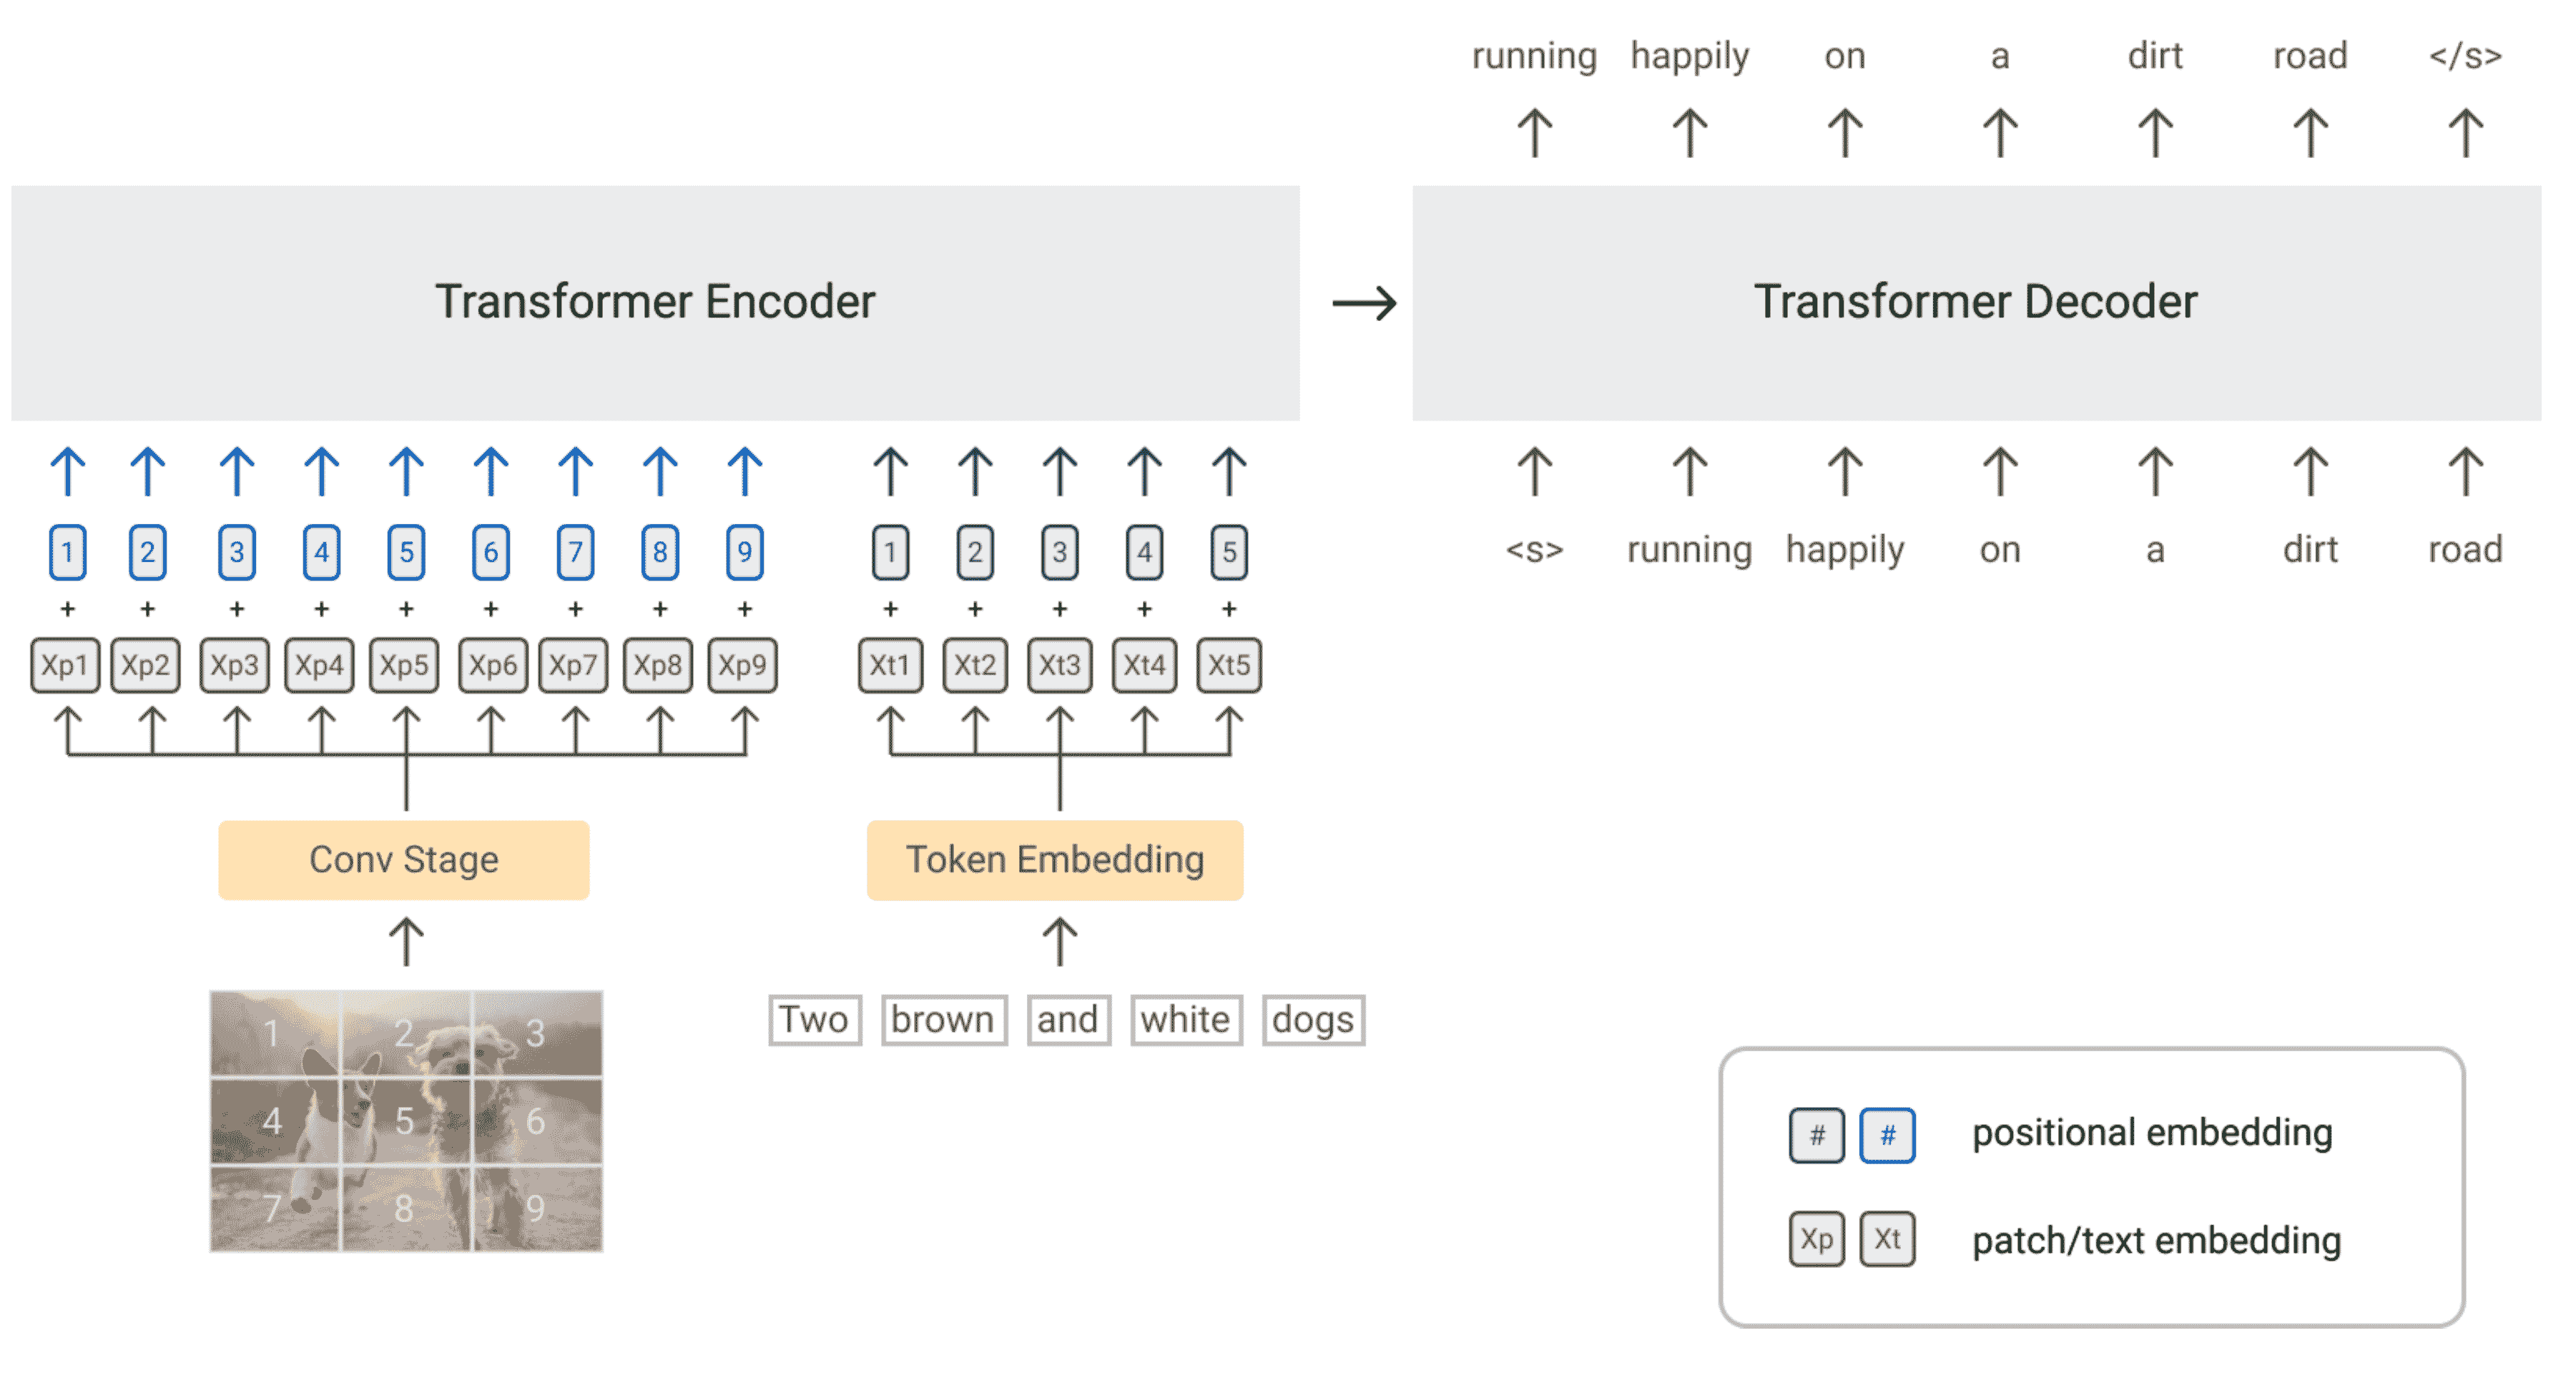 running happily on a dirt road </s>
Transformer Encoder
Transformer Decoder
1 2 3 4 5 6 7 8 9 1 2 3 4 5
<s> running happily on a dirt road
+ + + + + + + + + + + + + +
Xp1 Xp2 Xp3 Xp4 Xp5 Xp6 Xp7 Xp8 Xp9 Xt1 Xt2 Xt3 Xt4 Xt5
Conv Stage
Token Embedding
1 2 3
4 5 6
7 8 9
Two brown and white dogs
# # positional embedding
Xp Xt patch/text embedding